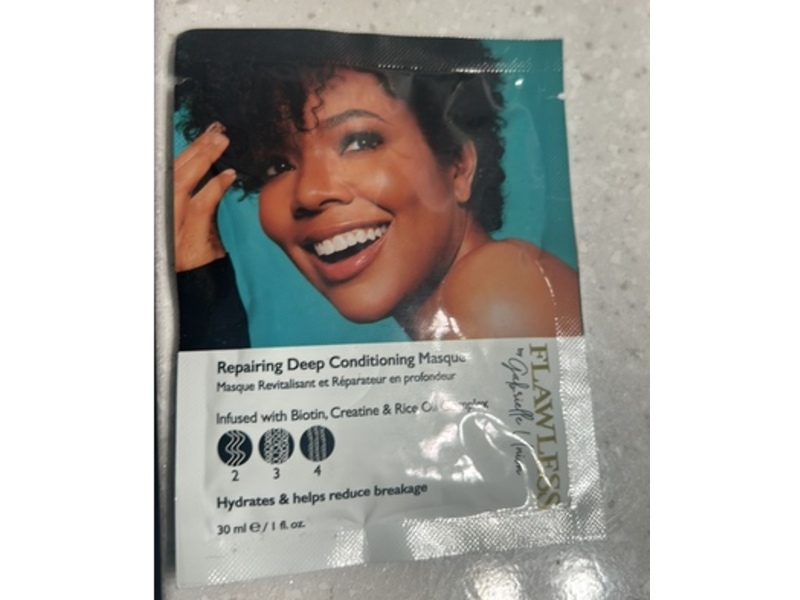 Repairing Deep Conditioning Masque
Masque Revitalisant et Réparateur en profondeur
Infused with Biotin, Creatine & Rice Oil Complex
2 3 4
Hydrates & helps reduce breakage
30 ml e / 1 fl. oz.
FLAWLESS
by Gabrielle Union